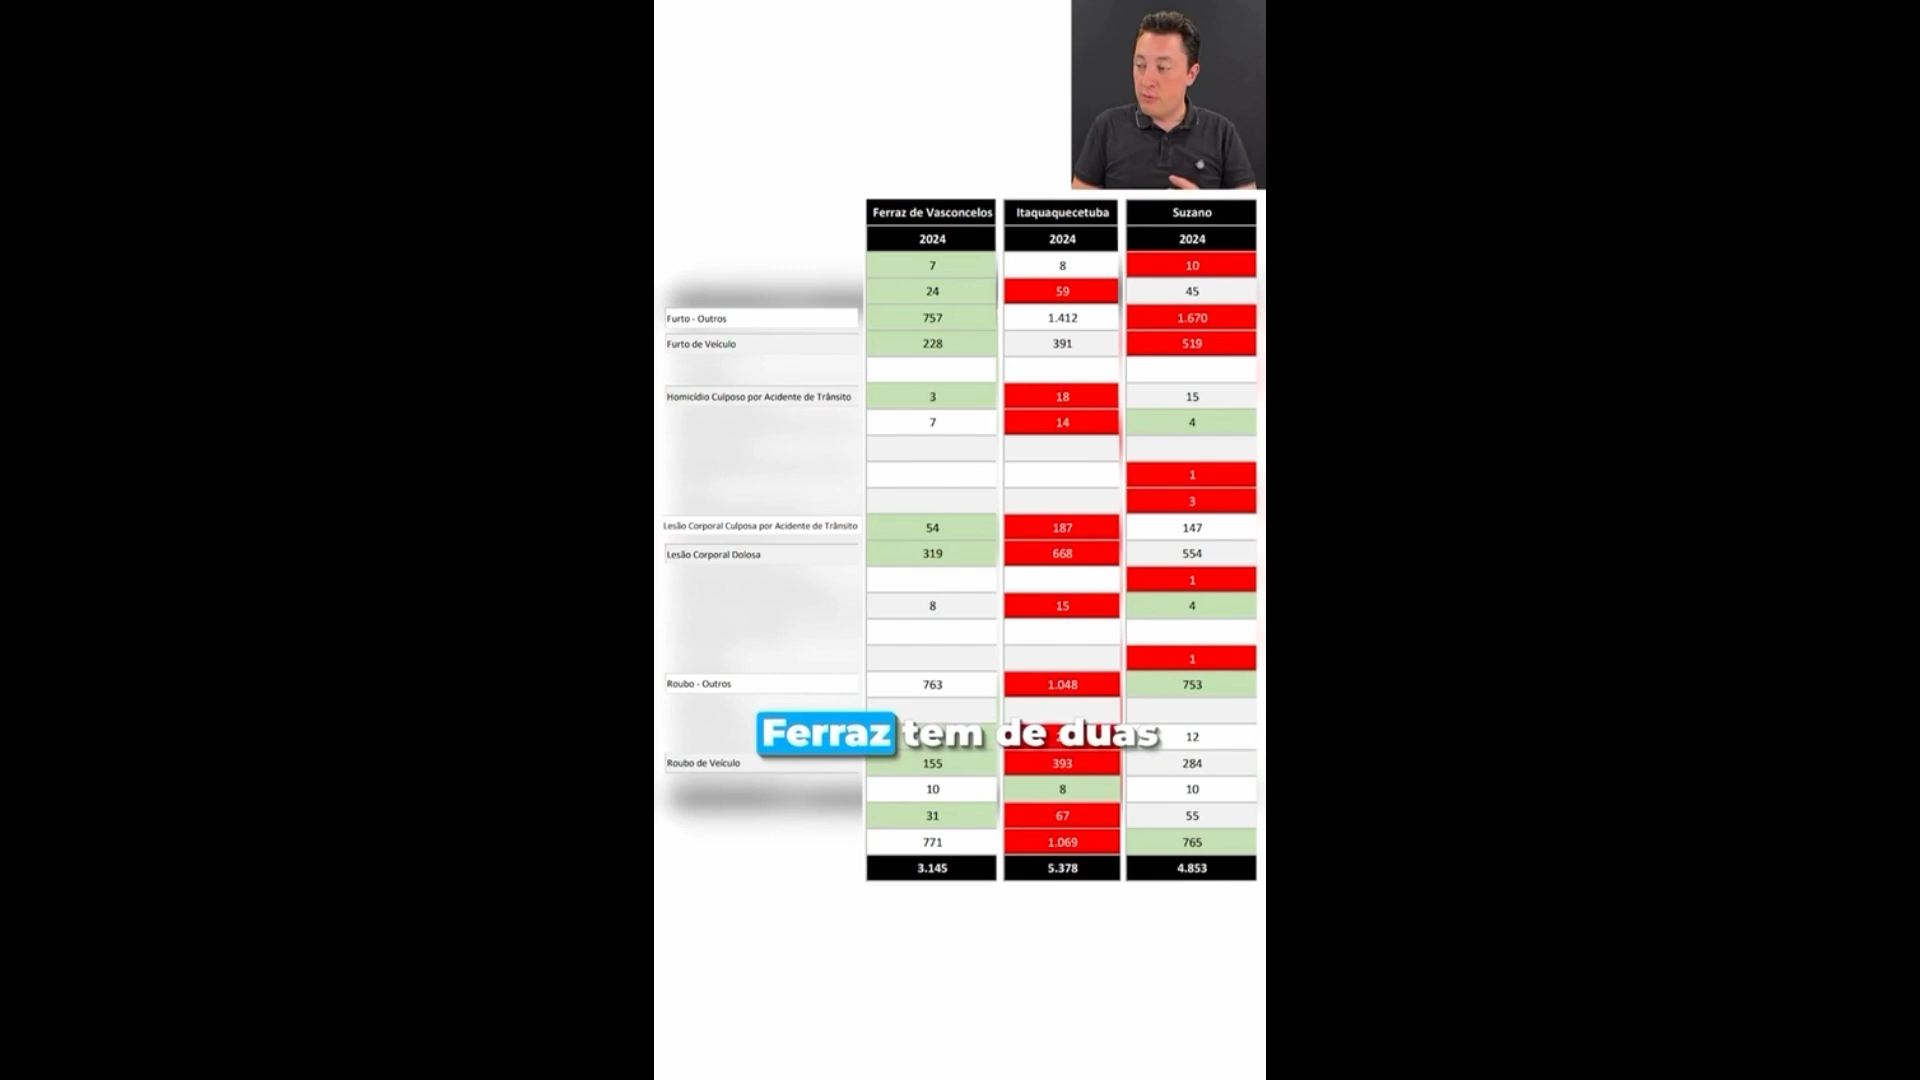 Ferraz de Vasconcelos Itaquaquecetuba Suzano
2024 2024 2024
7 8 10
24 59 45
Furto - Outros 757 1.412 1.670
Furto de Veículo 228 391 519
Homicídio Culposo por Acidente de Trânsito 3 18 15
7 14 4
1
3
Lesão Corporal Culposa por Acidente de Trânsito 54 187 147
Lesão Corporal Dolosa 319 668 554
1
8 15 4
1
Roubo - Outros 763 1.048 753
Ferraz tem de duas
12
Roubo de Veículo 155 393 284
10 8 10
31 67 55
771 1.069 765
3.145 5.378 4.853